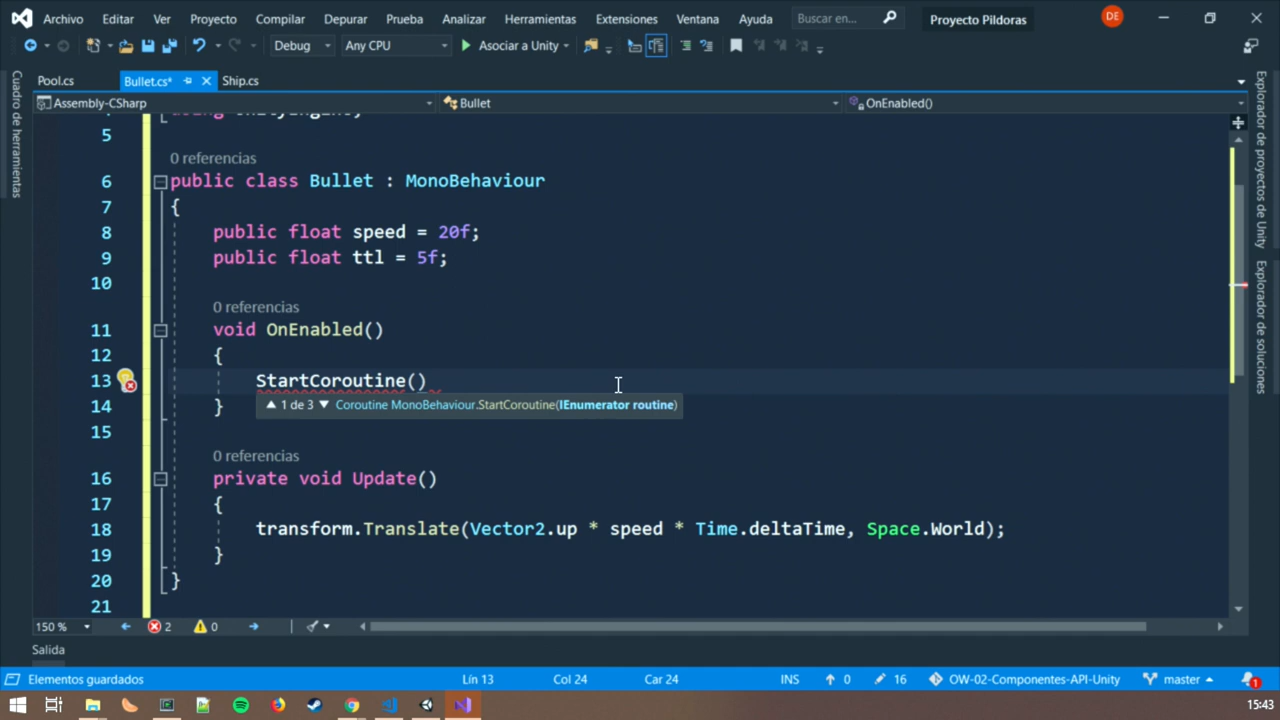 Archivo Editar Ver Proyecto Compilar Depurar Prueba Analizar Herramientas Extensiones Ventana Ayuda Buscar en... Proyecto Pildoras DE
Debug Any CPU Asociar a Unity
Pool.cs Bullet.cs* Ship.cs
Assembly-CSharp Bullet OnEnabled()
Cuadro de herramientas
Explorador de proyectos de Unity
Explorador de soluciones
5
0 referencias
6 public class Bullet : MonoBehaviour
7 {
8 public float speed = 20f;
9 public float ttl = 5f;
10
0 referencias
11 void OnEnabled()
12 {
13 StartCoroutine()
1 de 3 Coroutine MonoBehaviour.StartCoroutine(IEnumerator routine)
14 }
15
0 referencias
16 private void Update()
17 {
18 transform.Translate(Vector2.up * speed * Time.deltaTime, Space.World);
19 }
20 }
21
150 % 2 0
Salida
Elementos guardados Lín 13 Col 24 Car 24 INS 0 16 OW-02-Componentes-API-Unity master 1
15:43